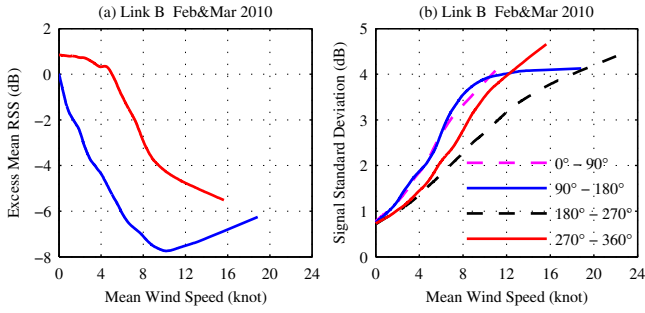 (a) Link B Feb&Mar 2010
Excess Mean RSS (dB)
2
0
−2
−4
−6
−8
0 4 8 12 16 20 24
Mean Wind Speed (knot)
(b) Link B Feb&Mar 2010
Signal Standard Deviation (dB)
5
4
3
2
1
0
0° − 90°
90° − 180°
180° − 270°
270° − 360°
0 4 8 12 16 20 24
Mean Wind Speed (knot)